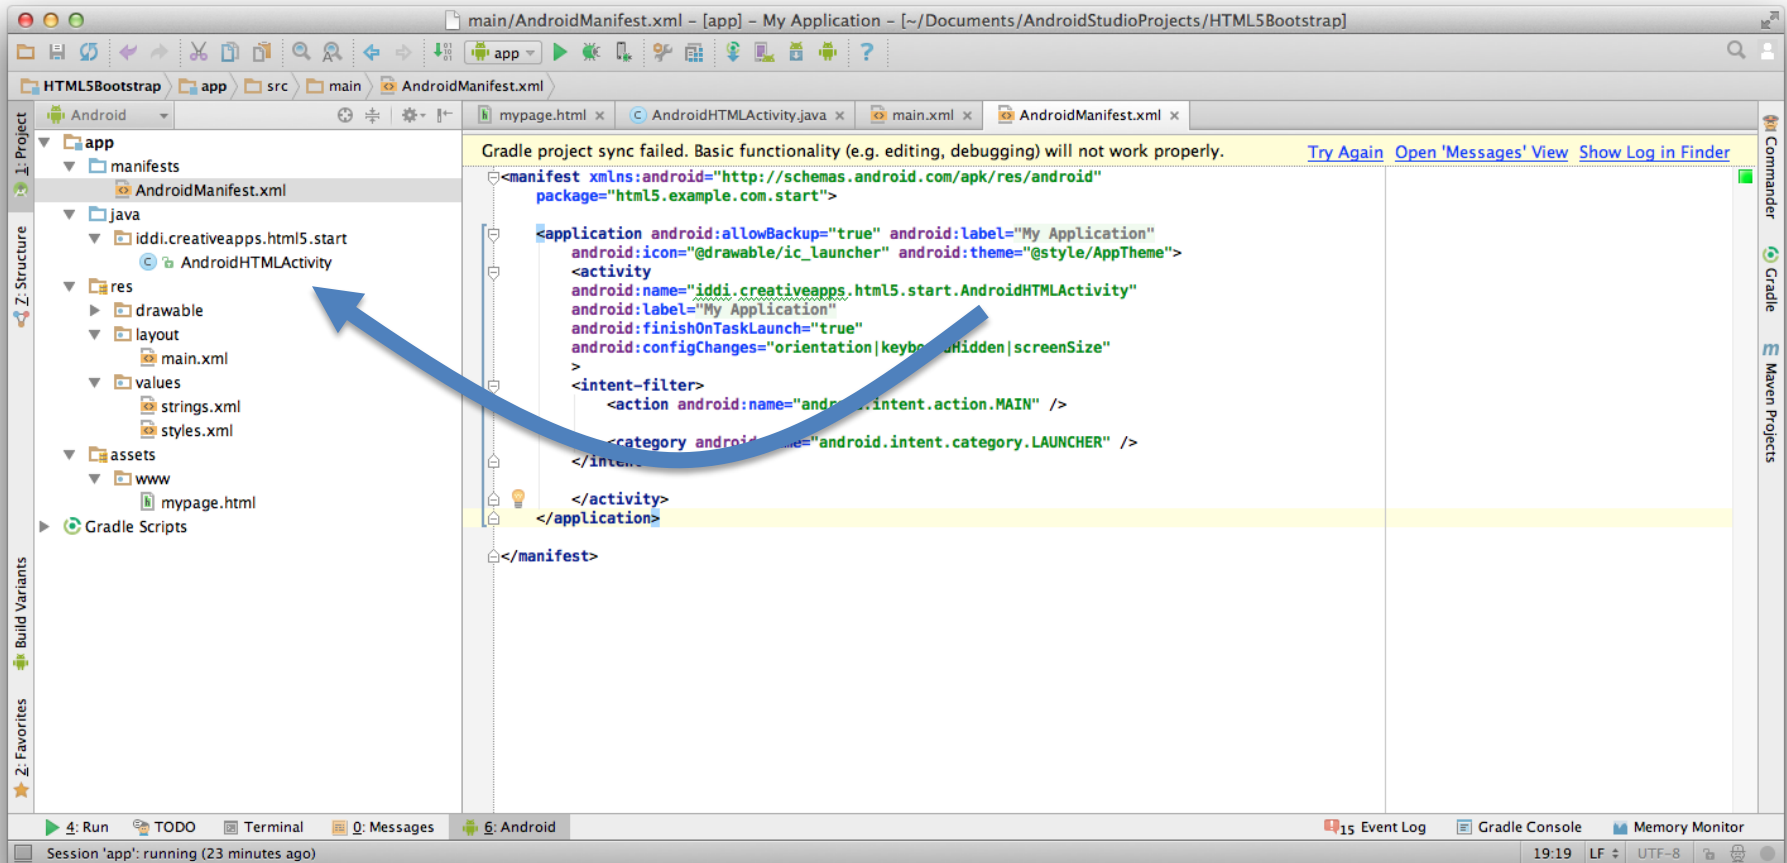 main/AndroidManifest.xml – [app] – My Application – [~/Documents/AndroidStudioProjects/HTML5Bootstrap]
app
?
HTML5Bootstrap app src main AndroidManifest.xml
1: Project
Z: Structure
Build Variants
2: Favorites
Android
app
manifests
AndroidManifest.xml
java
iddi.creativeapps.html5.start
AndroidHTMLActivity
res
drawable
layout
main.xml
values
strings.xml
styles.xml
assets
www
mypage.html
Gradle Scripts
mypage.html AndroidHTMLActivity.java main.xml AndroidManifest.xml
Gradle project sync failed. Basic functionality (e.g. editing, debugging) will not work properly. Try Again Open 'Messages' View Show Log in Finder
<manifest xmlns:android="http://schemas.android.com/apk/res/android"
package="html5.example.com.start">
<application android:allowBackup="true" android:label="My Application"
android:icon="@drawable/ic_launcher" android:theme="@style/AppTheme">
<activity
android:name="iddi.creativeapps.html5.start.AndroidHTMLActivity"
android:label="My Application"
android:finishOnTaskLaunch="true"
android:configChanges="orientation|keyboardHidden|screenSize"
>
<intent-filter>
<action android:name="android.intent.action.MAIN" />
<category android:name="android.intent.category.LAUNCHER" />
</intent
</activity>
</application>
</manifest>
Commander
Gradle
Maven Projects
4: Run TODO Terminal 0: Messages 6: Android 15 Event Log Gradle Console Memory Monitor
Session 'app': running (23 minutes ago) 19:19 LF UTF-8